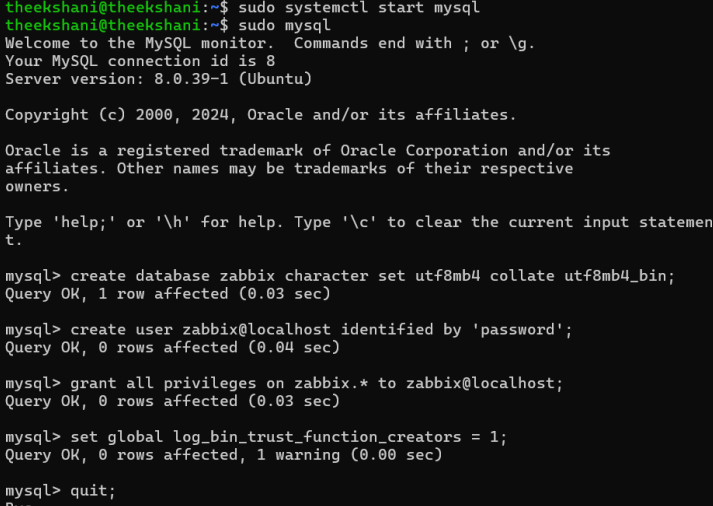 theekshani@theekshani:~$ sudo systemctl start mysql
theekshani@theekshani:~$ sudo mysql
Welcome to the MySQL monitor.  Commands end with ; or \g.
Your MySQL connection id is 8
Server version: 8.0.39-1 (Ubuntu)

Copyright (c) 2000, 2024, Oracle and/or its affiliates.

Oracle is a registered trademark of Oracle Corporation and/or its
affiliates. Other names may be trademarks of their respective
owners.

Type 'help;' or '\h' for help. Type '\c' to clear the current input statemen
t.

mysql> create database zabbix character set utf8mb4 collate utf8mb4_bin;
Query OK, 1 row affected (0.03 sec)

mysql> create user zabbix@localhost identified by 'password';
Query OK, 0 rows affected (0.04 sec)

mysql> grant all privileges on zabbix.* to zabbix@localhost;
Query OK, 0 rows affected (0.03 sec)

mysql> set global log_bin_trust_function_creators = 1;
Query OK, 0 rows affected, 1 warning (0.00 sec)

mysql> quit;